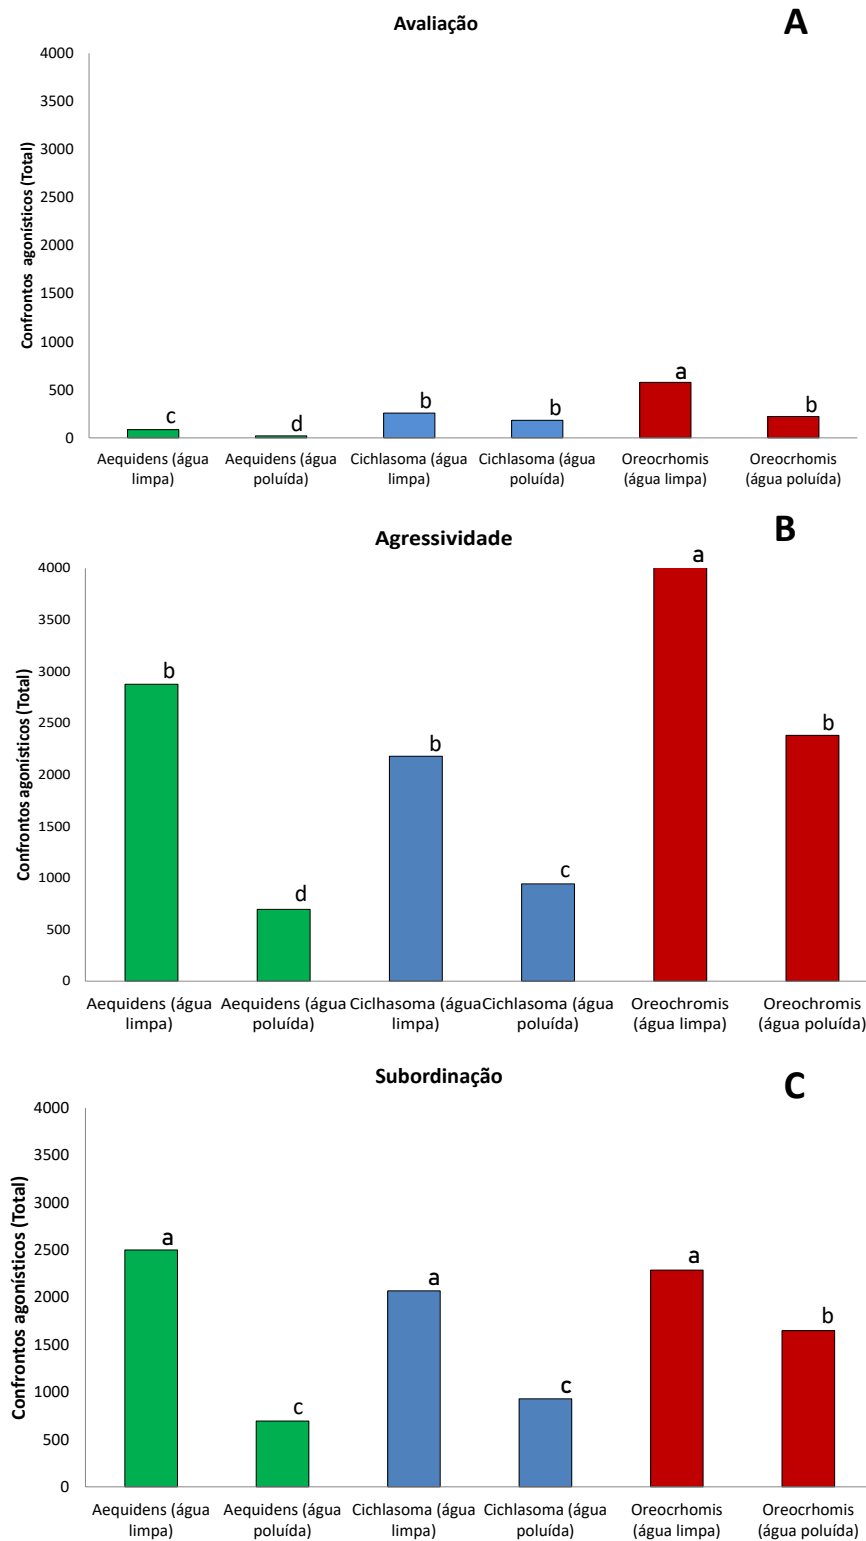 Avaliação
A
Confrontos agonísticos (Total)
4000
3500
3000
2500
2000
1500
1000
500
0
c
d
b
b
a
b
Aequidens (água
limpa)
Aequidens (água
poluída)
Cichlasoma (água
limpa)
Cichlasoma (água
poluída)
Oreocrhomis
(água limpa)
Oreocrhomis
(água poluída)
Agressividade
B
Confrontos agonísticos (Total)
4000
3500
3000
2500
2000
1500
1000
500
0
b
d
b
c
a
b
Aequidens (água
limpa)
Aequidens (água
poluída)
Ciclhasoma (água
limpa)
Cichlasoma (água
poluída)
Oreochromis
(água limpa)
Oreochromis
(água poluída)
Subordinação
C
Confrontos agonísticos (Total)
4000
3500
3000
2500
2000
1500
1000
500
0
a
c
a
c
a
b
Aequidens (água
limpa)
Aequidens (água
poluída)
Cichlasoma (água
limpa)
Cichlasoma (água
poluída)
Oreocrhomis
(água limpa)
Oreocrhomis
(água poluída)